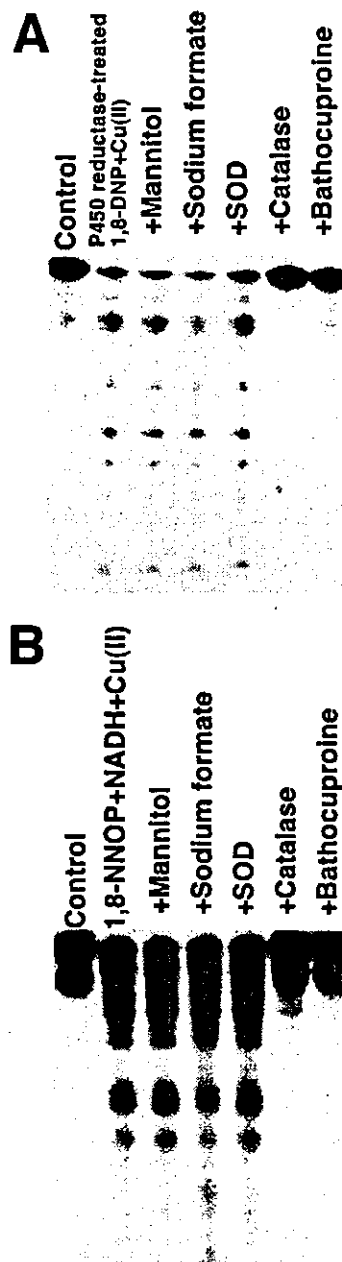 A
Control
P450 reductase-treated
1,8-DNP+Cu(II)
+Mannitol
+Sodium formate
+SOD
+Catalase
+Bathocuproine
B
Control
1,8-NNOP+NADH+Cu(II)
+Mannitol
+Sodium formate
+SOD
+Catalase
+Bathocuproine